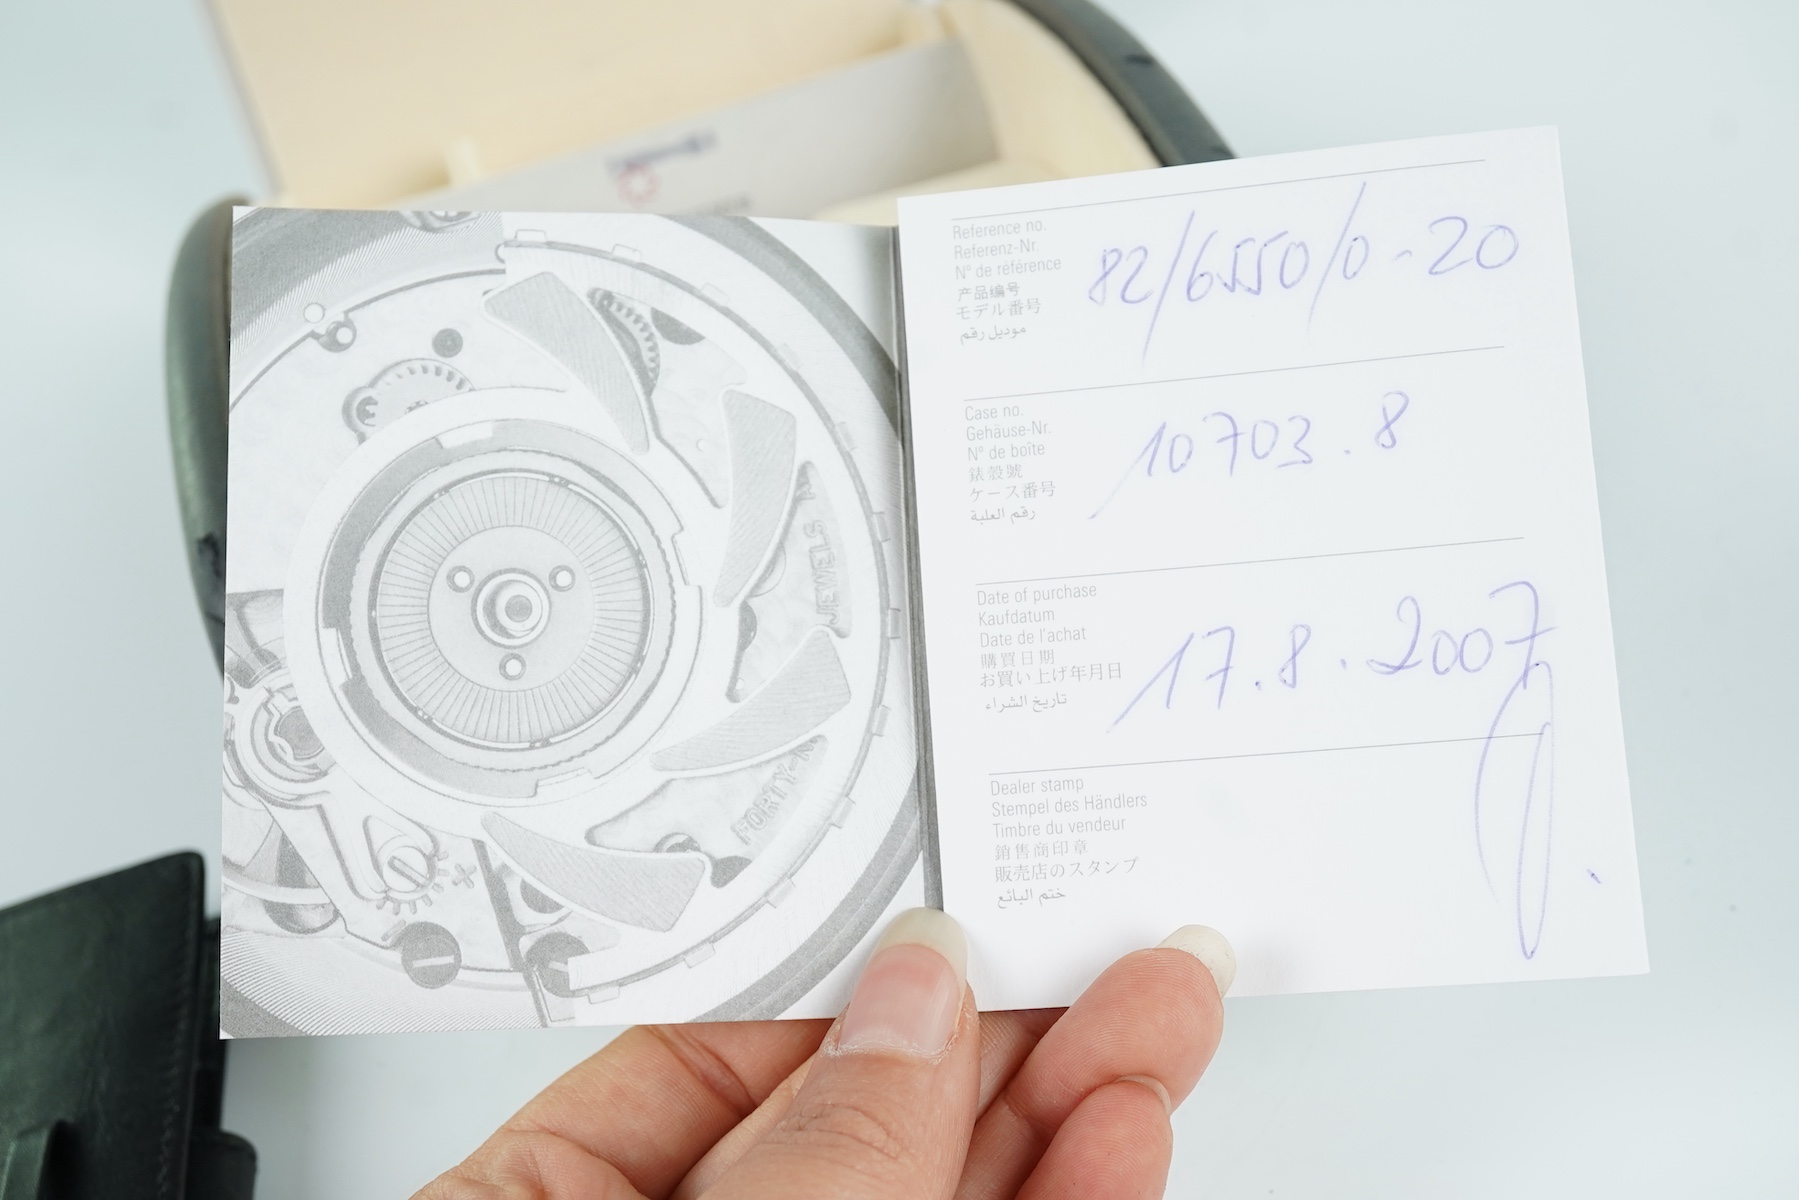 JEWELS
FORTY-N
Reference no.
Referenz-Nr.
N° de référence
产品编号
モデル番号
موديل رقم
82/6550/0-20
Case no.
Gehäuse-Nr.
N° de boîte
錶殼號
ケース番号
رقم العلبة
10703.8
Date of purchase
Kaufdatum
Date de l'achat
購買日期
お買い上げ年月日
تاريخ الشراء
17.8.2007
Dealer stamp
Stempel des Händlers
Timbre du vendeur
銷售商印章
販売店のスタンプ
ختم البائع